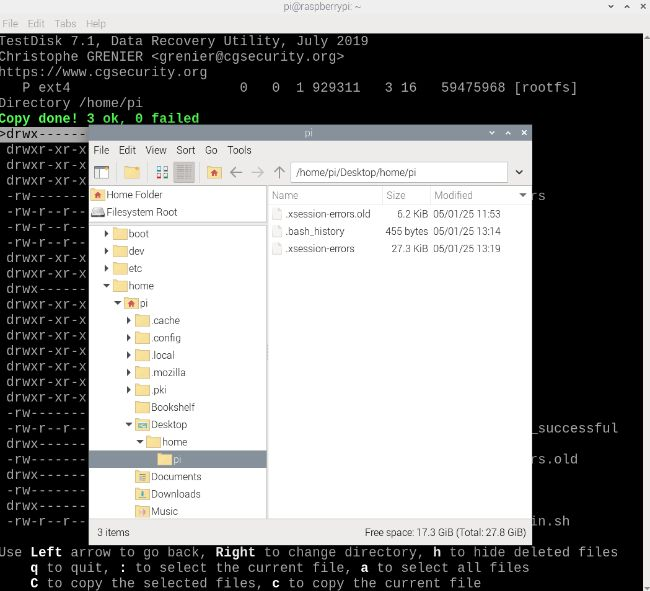 pi@raspberrypi: ~
File Edit Tabs Help
TestDisk 7.1, Data Recovery Utility, July 2019
Christophe GRENIER <grenier@cgsecurity.org>
https://www.cgsecurity.org
P ext4 0 0 1 929311 3 16 59475968 [rootfs]
Directory /home/pi
Copy done! 3 ok, 0 failed
>drwx------
drwxr-xr-x
drwxr-xr-x
drwxr-xr-x
-rw------- rs
-rw-r--r--
-rw-r--r--
-rw-r--r--
drwxr-xr-x
drwxr-xr-x
drwx------
drwxr-xr-x
drwxr-xr-x
drwxr-xr-x
drwxr-xr-x
drwxr-xr-x
drwxr-xr-x
drwxr-xr-x
-rw-------
-rw-r--r-- _successful
drwx------
-rw------- rs.old
drwx------
-rw-------
drwx------
-rw-r--r-- in.sh
pi
File Edit View Sort Go Tools
/home/pi/Desktop/home/pi
Home Folder
Filesystem Root
boot
dev
etc
home
pi
.cache
.config
.local
.mozilla
.pki
Bookshelf
Desktop
home
pi
Documents
Downloads
Music
Name Size Modified
.xsession-errors.old 6.2 KiB 05/01/25 11:53
.bash_history 455 bytes 05/01/25 13:14
.xsession-errors 27.3 KiB 05/01/25 13:19
3 items Free space: 17.3 GiB (Total: 27.8 GiB)
Use Left arrow to go back, Right to change directory, h to hide deleted files
q to quit, : to select the current file, a to select all files
C to copy the selected files, c to copy the current file